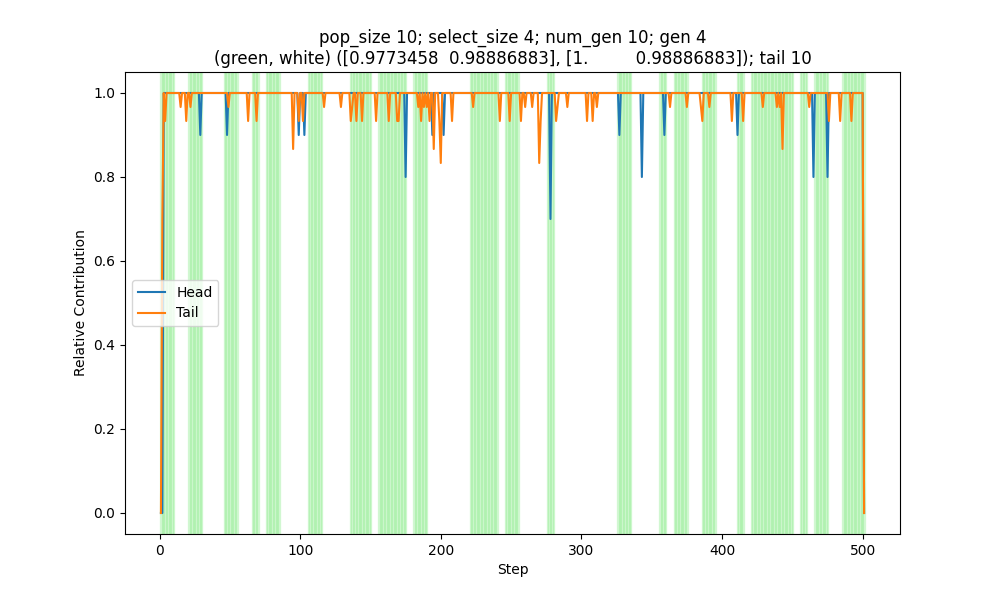 pop_size 10; select_size 4; num_gen 10; gen 4
(green, white) ([0.9773458 0.98886883], [1. 0.98886883]); tail 10
1.0
0.8
0.6
0.4
0.2
0.0
Relative Contribution
Head
Tail
0 100 200 300 400 500
Step